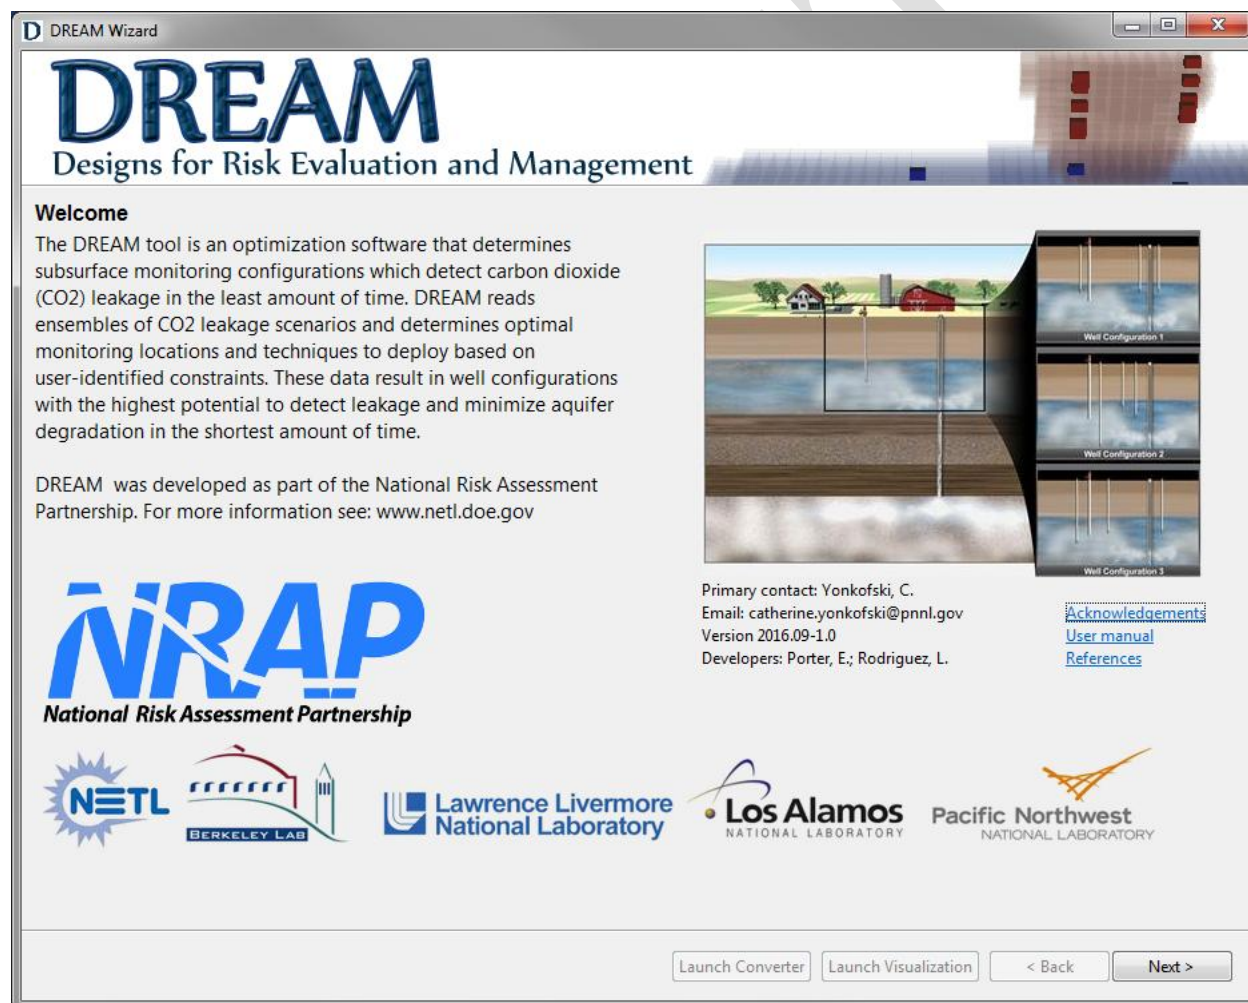 DREAM Wizard
DREAM
Designs for Risk Evaluation and Management
Welcome
The DREAM tool is an optimization software that determines
subsurface monitoring configurations which detect carbon dioxide
(CO2) leakage in the least amount of time. DREAM reads
ensembles of CO2 leakage scenarios and determines optimal
monitoring locations and techniques to deploy based on
user-identified constraints. These data result in well configurations
with the highest potential to detect leakage and minimize aquifer
degradation in the shortest amount of time.
DREAM was developed as part of the National Risk Assessment
Partnership. For more information see: www.netl.doe.gov
Well Configuration 1
Well Configuration 2
Well Configuration 3
Primary contact: Yonkofski, C.
Email: catherine.yonkofski@pnnl.gov
Version 2016.09-1.0
Developers: Porter, E.; Rodriguez, L.
Acknowledgements
User manual
References
NRAP
National Risk Assessment Partnership
NETL
BERKELEY LAB
Lawrence Livermore
National Laboratory
Los Alamos
NATIONAL LABORATORY
Pacific Northwest
NATIONAL LABORATORY
Launch Converter
Launch Visualization
< Back
Next >